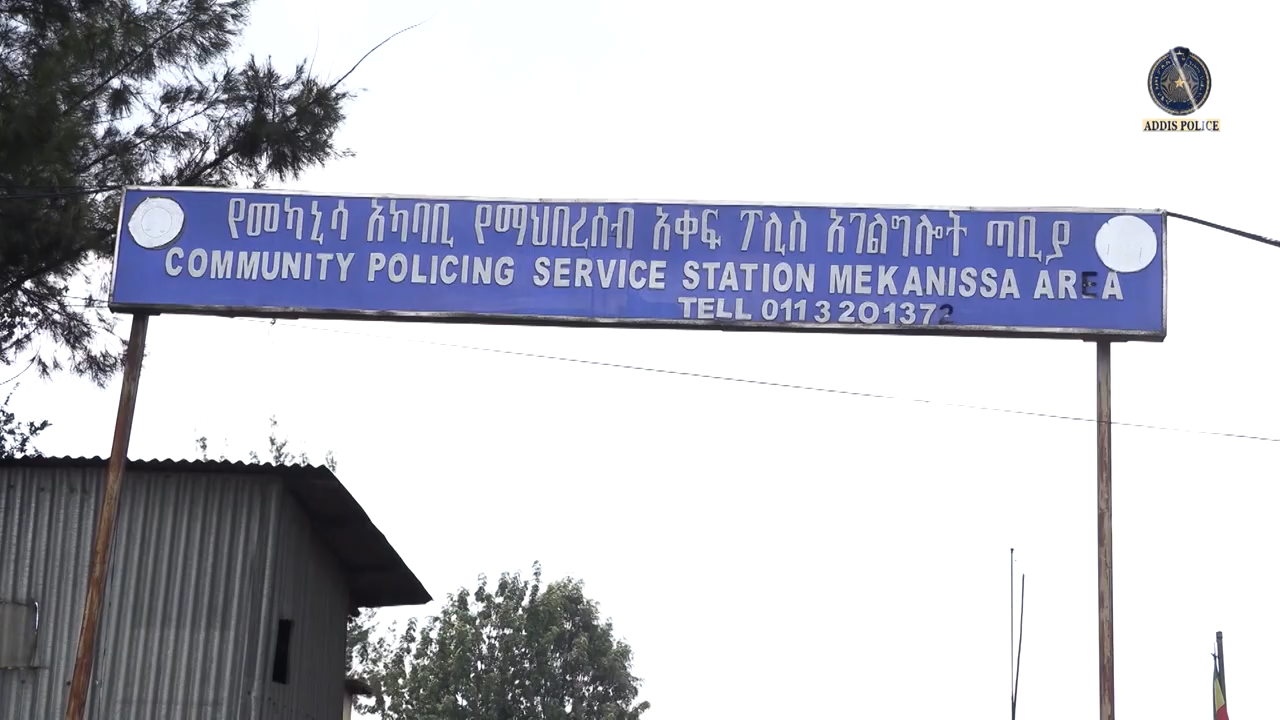 የመካኒሳ አካባቢ የማህበረሰብ አቀፍ ፖሊስ አገልግሎት ጣቢያ
COMMUNITY POLICING SERVICE STATION MEKANISSA AREA
TELL 0113201372
ADDIS POLICE